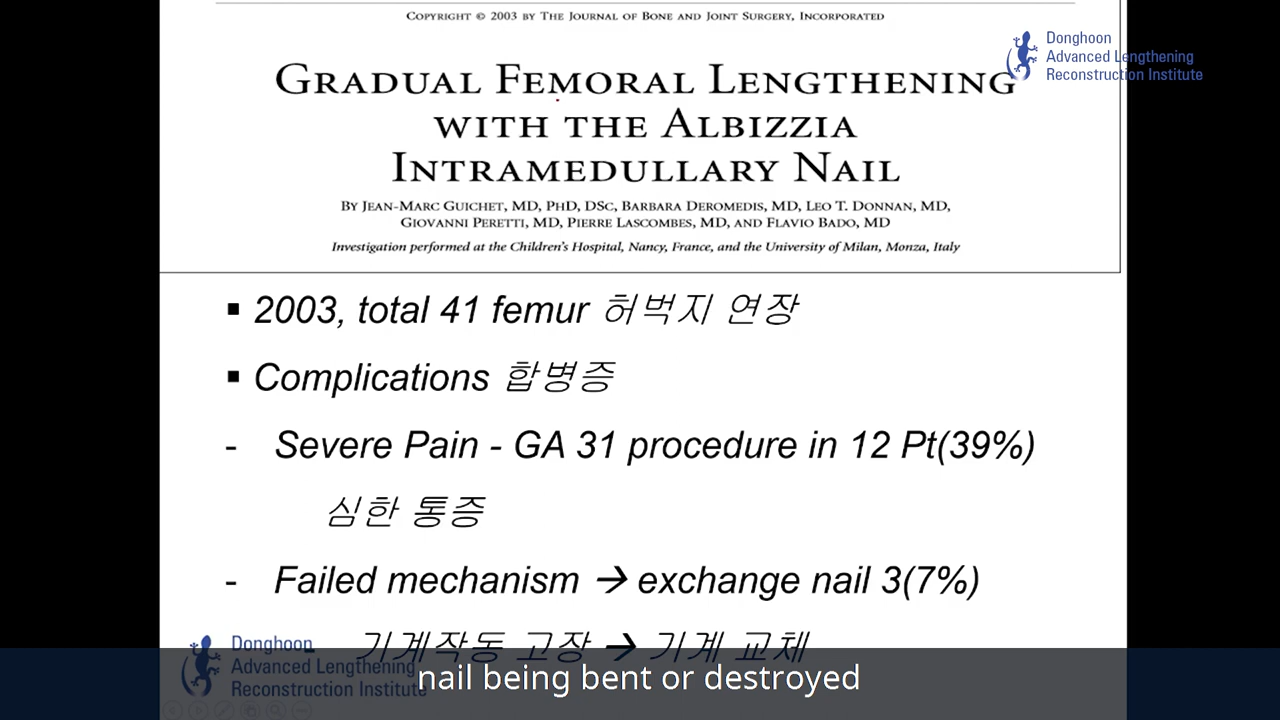 COPYRIGHT © 2003 BY THE JOURNAL OF BONE AND JOINT SURGERY, INCORPORATED
Donghoon
Advanced Lengthening
Reconstruction Institute
GRADUAL FEMORAL LENGTHENING
WITH THE ALBIZZIA
INTRAMEDULLARY NAIL
BY JEAN-MARC GUICHET, MD, PHD, DSC, BARBARA DEROMEDIS, MD, LEO T. DONNAN, MD,
GIOVANNI PERETTI, MD, PIERRE LASCOMBES, MD, AND FLAVIO BADO, MD
Investigation performed at the Children's Hospital, Nancy, France, and the University of Milan, Monza, Italy
▪ 2003, total 41 femur 허벅지 연장
▪ Complications 합병증
- Severe Pain - GA 31 procedure in 12 Pt(39%)
심한 통증
- Failed mechanism → exchange nail 3(7%)
기계작동 고장 → 기계 교체
Donghoon
Advanced Lengthening
Reconstruction Institute
nail being bent or destroyed